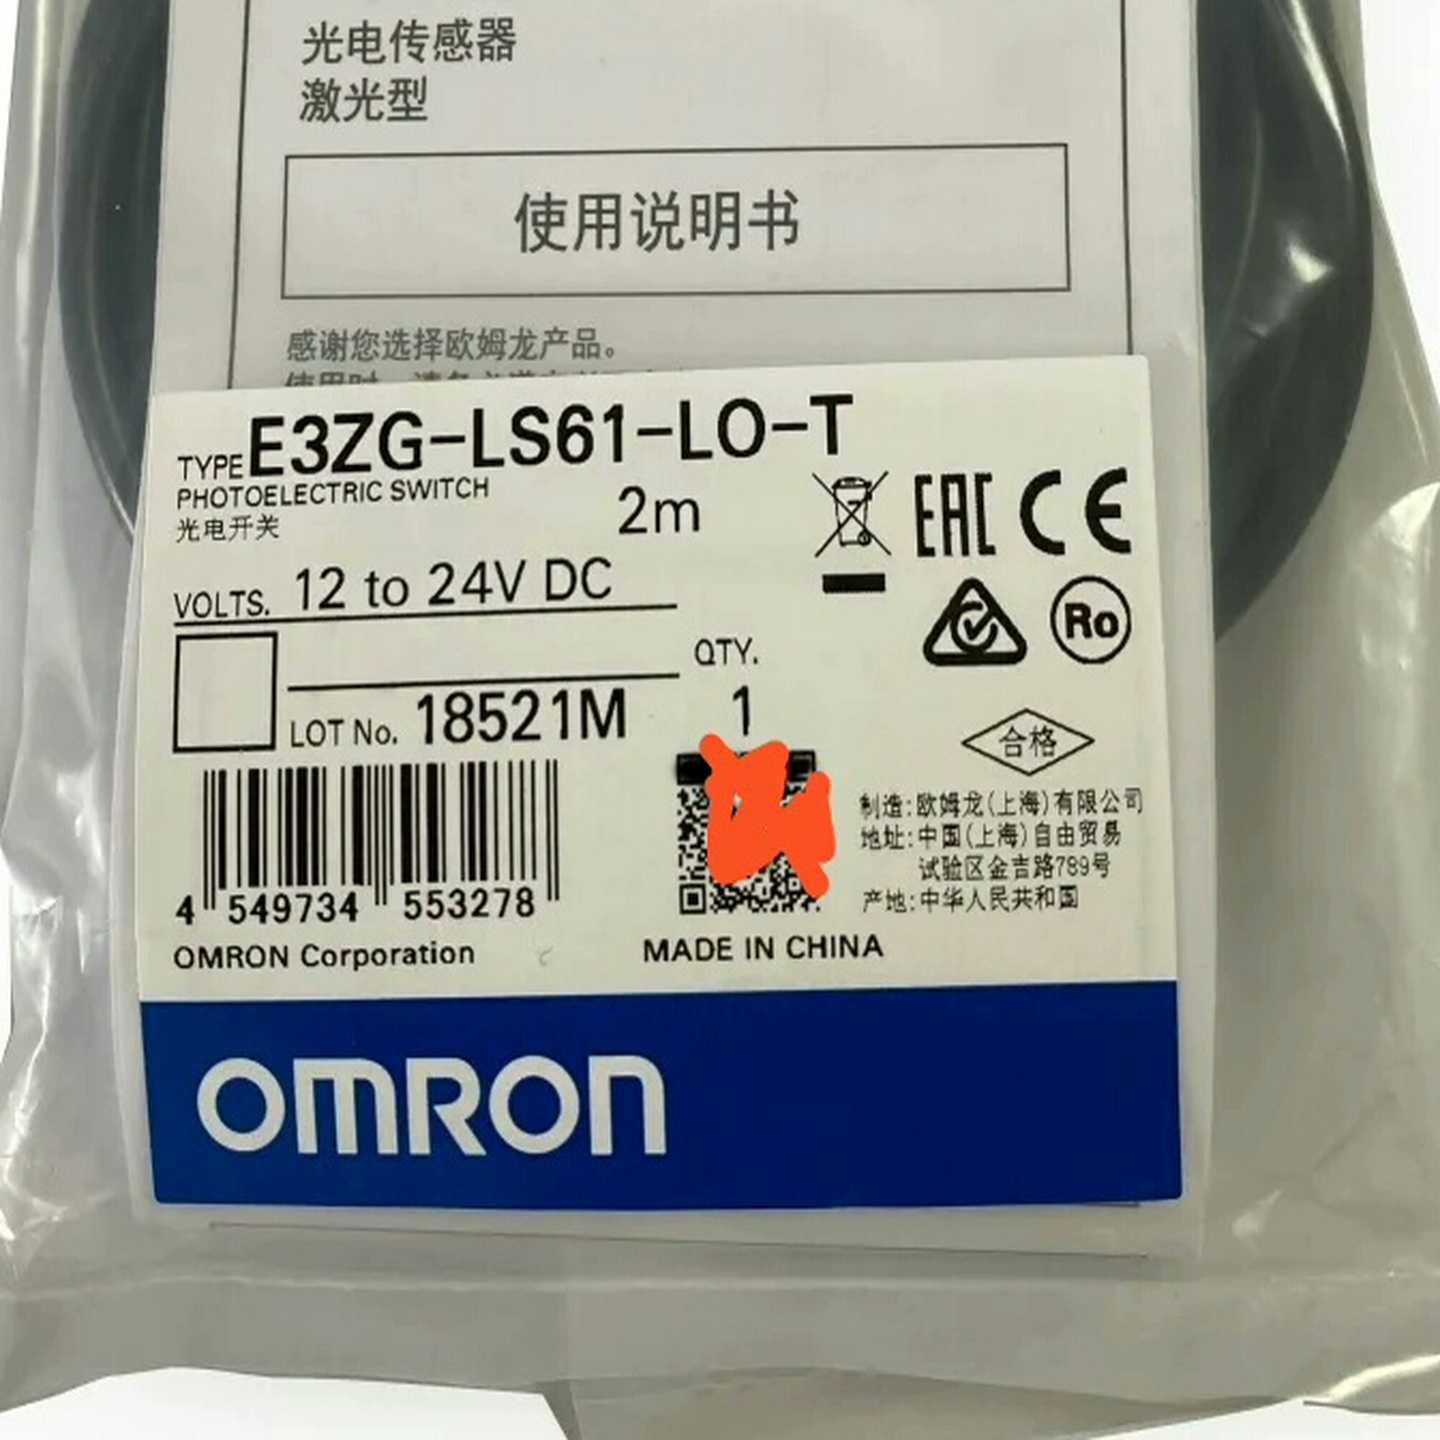 光电传感器
激光型
使用说明书
感谢您选择欧姆龙产品。
TYPE E3ZG-LS61-LO-T
PHOTOELECTRIC SWITCH
光电开关
2m
EAC CE
VOLTS. 12 to 24V DC
Ro
QTY.
LOT No. 18521M 1
合格
制造:欧姆龙(上海)有限公司
地址:中国(上海)自由贸易
试验区金吉路789号
产地:中华人民共和国
4 549734 553278
OMRON Corporation
MADE IN CHINA
OMRON